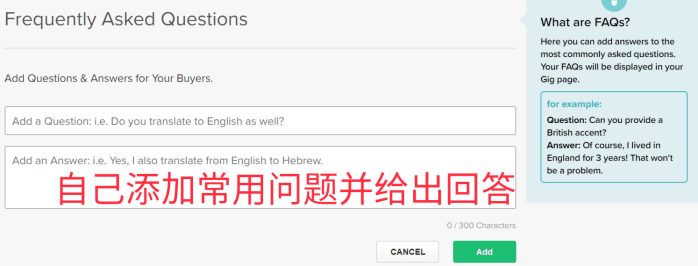 Frequently Asked Questions
Add Questions & Answers for Your Buyers.
Add a Question: i.e. Do you translate to English as well?
Add an Answer: i.e. Yes, I also translate from English to Hebrew.
自己添加常用问题并给出回答
0 / 300 Characters
CANCEL
Add
What are FAQs?
Here you can add answers to the
most commonly asked questions.
Your FAQs will be displayed in your
Gig page.
for example:
Question: Can you provide a
British accent?
Answer: Of course, I lived in
England for 3 years! That won't
be a problem.